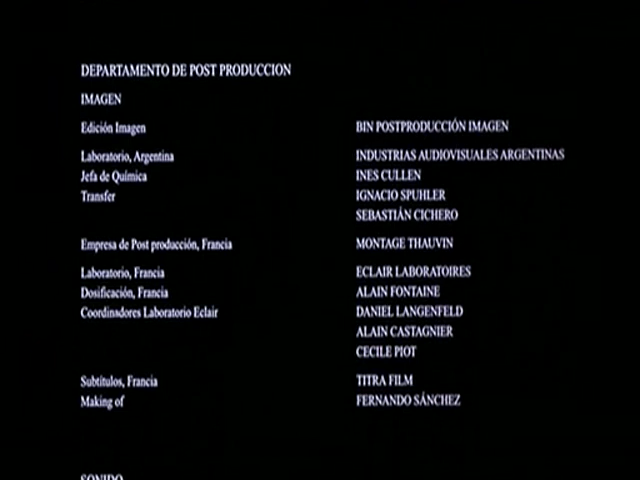 DEPARTAMENTO DE POST PRODUCCION
IMAGEN
Edición Imagen BIN POSTPRODUCCIÓN IMAGEN
Laboratorio, Argentina INDUSTRIAS AUDIOVISUALES ARGENTINAS
Jefa de Química INES CULLEN
Transfer IGNACIO SPUHLER
SEBASTIÁN CICHERO
Empresa de Post producción, Francia MONTAGE THAUVIN
Laboratorio, Francia ECLAIR LABORATOIRES
Dosificación, Francia ALAIN FONTAINE
Coordinadores Laboratorio Eclair DANIEL LANGENFELD
ALAIN CASTAGNIER
CECILE PIOT
Subtítulos, Francia TITRA FILM
Making of FERNANDO SÁNCHEZ
SONIDO